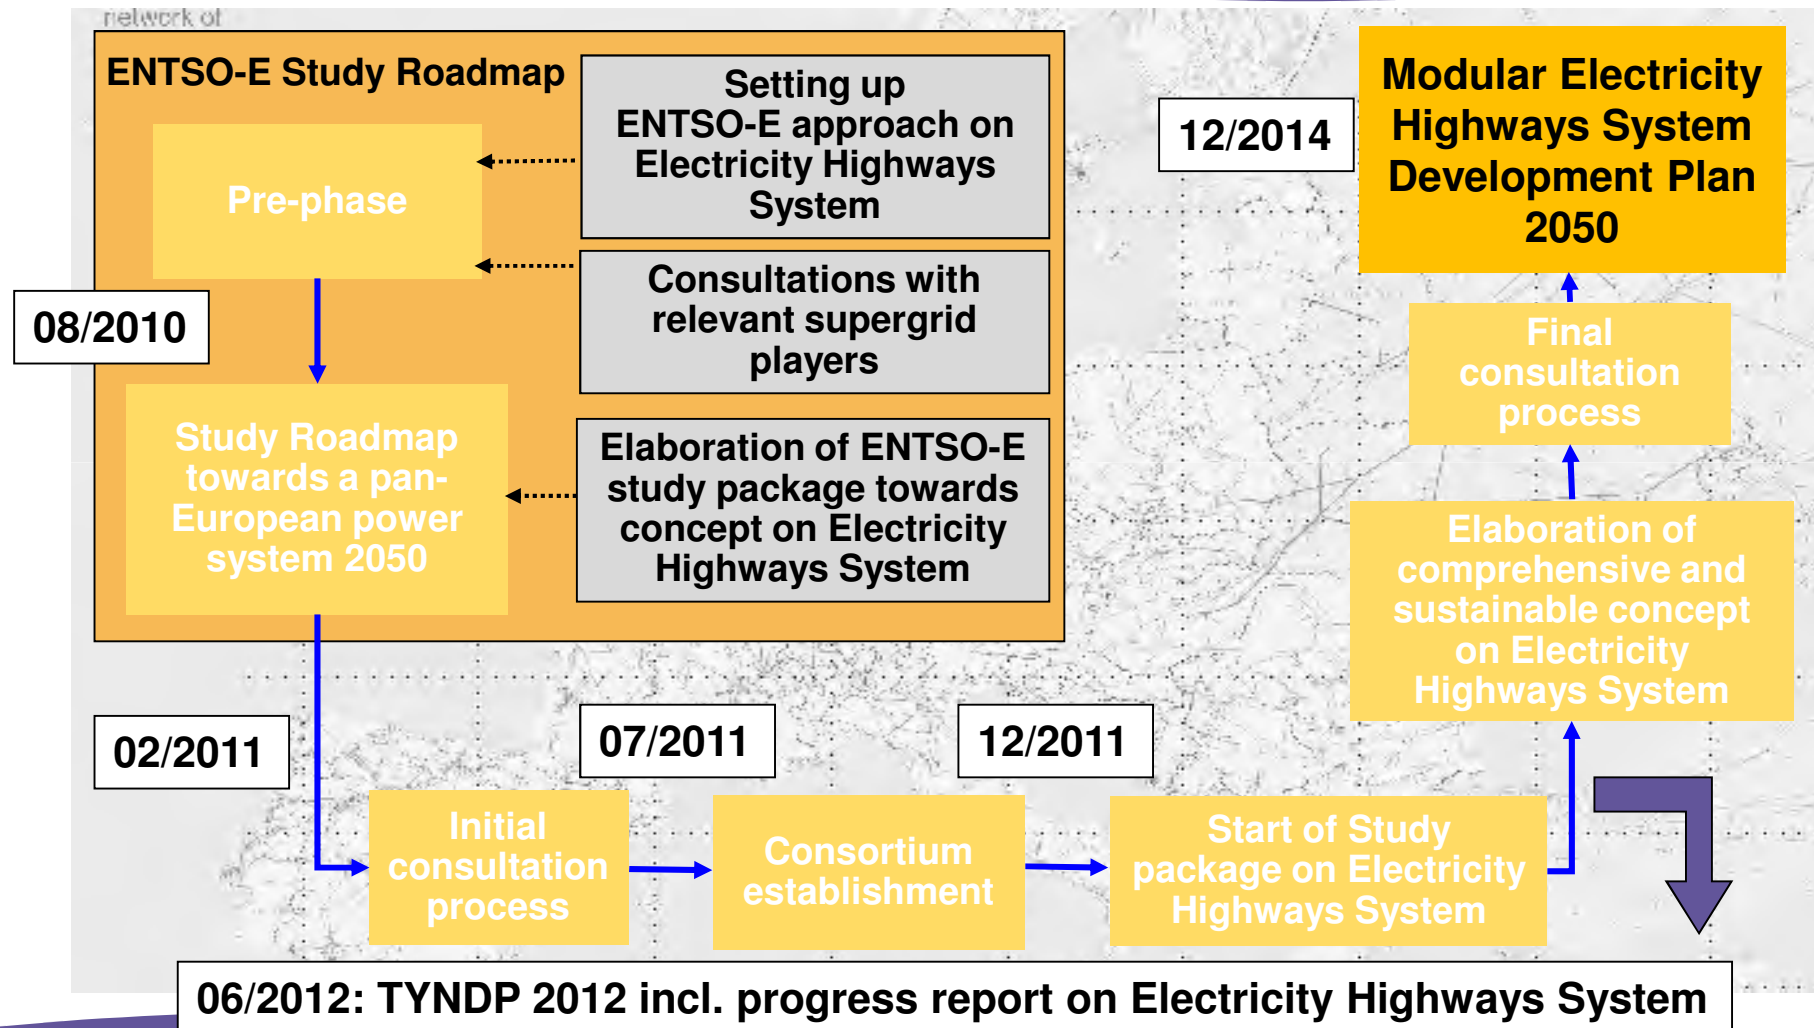 network of
ENTSO-E Study Roadmap
Setting up
ENTSO-E approach on
Electricity Highways
System
Pre-phase
Consultations with
relevant supergrid
players
08/2010
Study Roadmap
towards a pan-
European power
system 2050
Elaboration of ENTSO-E
study package towards
concept on Electricity
Highways System
02/2011
Initial
consultation
process
07/2011
Consortium
establishment
12/2011
Start of Study
package on Electricity
Highways System
Elaboration of
comprehensive and
sustainable concept
on Electricity
Highways System
Final
consultation
process
12/2014
Modular Electricity
Highways System
Development Plan
2050
06/2012: TYNDP 2012 incl. progress report on Electricity Highways System